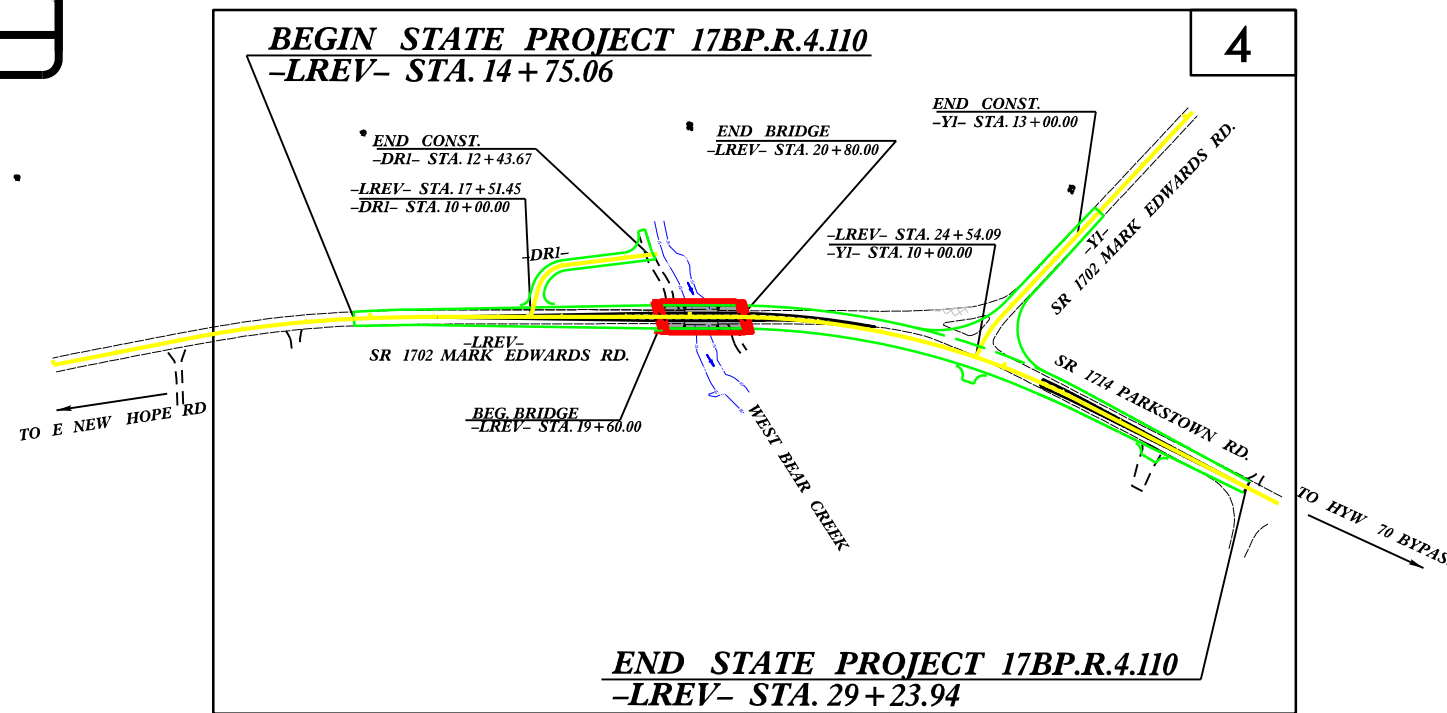 BEGIN STATE PROJECT 17BP.R.4.110
-LREV- STA. 14+75.06
4
END CONST.
-DR1- STA. 12+43.67
-LREV- STA. 17+51.45
-DR1- STA. 10+00.00
END BRIDGE
-LREV- STA. 20+80.00
END CONST.
-Y1- STA. 13+00.00
-LREV- STA. 24+54.09
-Y1- STA. 10+00.00
-DR1-
-Y1-
SR 1702 MARK EDWARDS RD.
-LREV-
SR 1702 MARK EDWARDS RD.
SR 1714 PARKSTOWN RD.
TO E NEW HOPE RD
BEG. BRIDGE
-LREV- STA. 19+60.00
WEST BEAR CREEK
TO HYW 70 BYPAS
END STATE PROJECT 17BP.R.4.110
-LREV- STA. 29+23.94